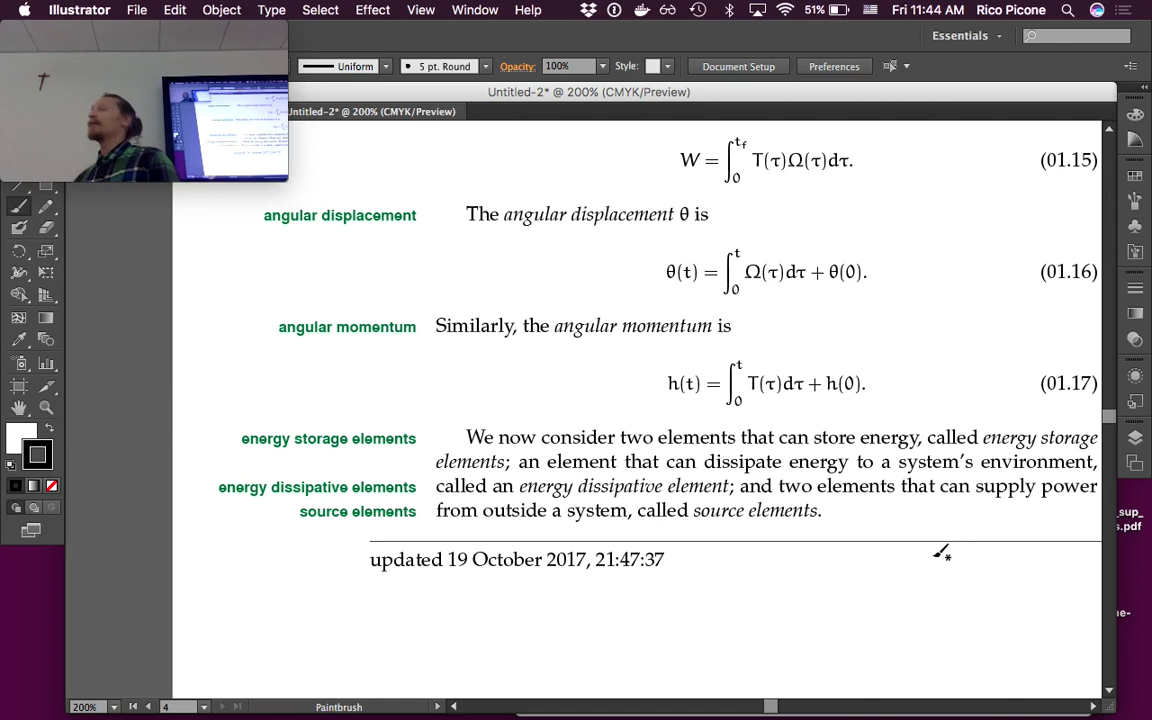 Illustrator File Edit Object Type Select Effect View Window Help 51% Fri 11:44 AM Rico Picone
Essentials
Uniform 5 pt. Round Opacity: 100% Style: Document Setup Preferences
Untitled-2* @ 200% (CMYK/Preview)
Untitled-2* @ 200% (CMYK/Preview)
W = ∫₀^{t_f} T(τ)Ω(τ)dτ. (01.15)
angular displacement The angular displacement θ is
θ(t) = ∫₀^t Ω(τ)dτ + θ(0). (01.16)
angular momentum Similarly, the angular momentum is
h(t) = ∫₀^t T(τ)dτ + h(0). (01.17)
energy storage elements We now consider two elements that can store energy, called energy storage
elements; an element that can dissipate energy to a system's environment,
energy dissipative elements called an energy dissipative element; and two elements that can supply power
source elements from outside a system, called source elements.
_sup_
s.pdf
updated 19 October 2017, 21:47:37
ne-
200% 4 Paintbrush